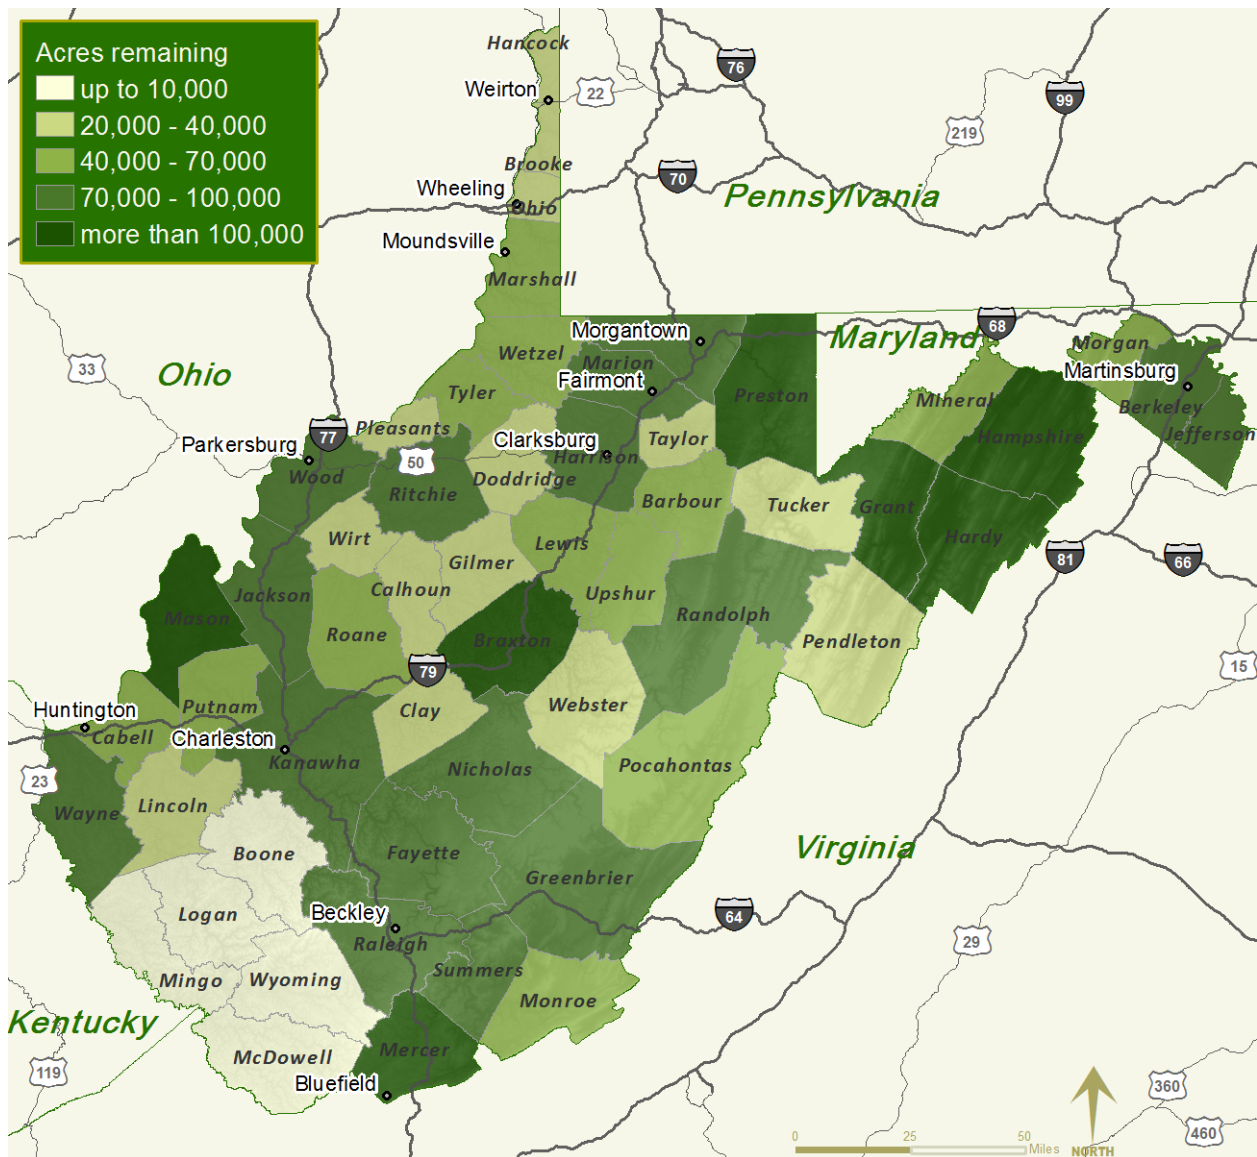 Acres remaining
up to 10,000
20,000 - 40,000
40,000 - 70,000
70,000 - 100,000
more than 100,000
Hancock
76
Weirton
22
99
219
Brooke
70
Wheeling
Pennsylvania
Ohio
Moundsville
Marshall
68
Morgantown
Maryland
Morgan
Wetzel
Marion
33
Ohio
Fairmont
Martinsburg
Tyler
Preston
Mineral
Berkeley
Pleasants
77
Parkersburg
Clarksburg
Taylor
Hampshire
Jefferson
50
Harrison
Wood
Doddridge
Ritchie
Barbour
Tucker
Grant
Wirt
Lewis
Hardy
81
66
Gilmer
Calhoun
Jackson
Upshur
Mason
Randolph
Roane
Braxton
Pendleton
79
15
Huntington
Putnam
Clay
Webster
Cabell
Charleston
Kanawha
Nicholas
Pocahontas
23
Wayne
Lincoln
Boone
Fayette
Virginia
Greenbrier
Logan
Beckley
64
Raleigh
29
Mingo
Wyoming
Summers
Monroe
Kentucky
McDowell
Mercer
119
Bluefield
360
460
0
25
50
Miles
NORTH